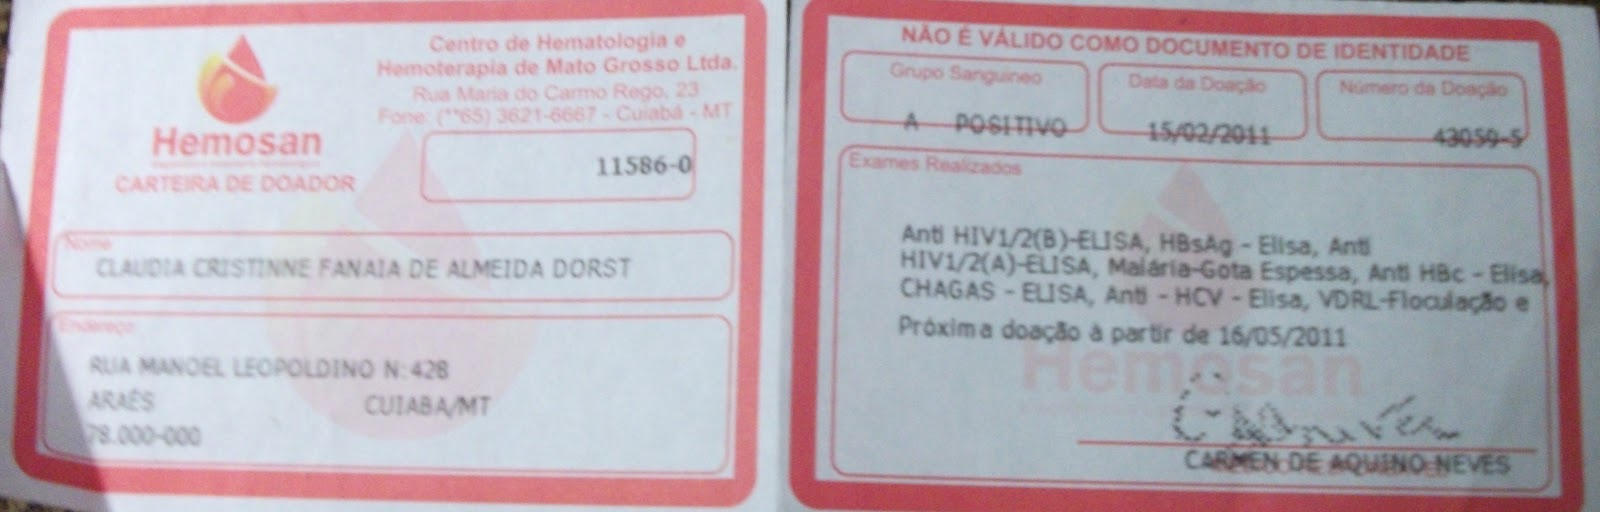 Hemosan
CARTEIRA DE DOADOR
Centro de Hematologia e
Hemoterapia de Mato Grosso Ltda.
Rua Maria do Carmo Rego, 23
Fone: (**65) 3621-6667 - Cuiabá - MT
11586-0
Nome
CLAUDIA CRISTINNE FANAIA DE ALMEIDA DORST
Endereço
RUA MANOEL LEOPOLDINO N: 428
ARAÉS CUIABA/MT
78.000-000
NÃO É VÁLIDO COMO DOCUMENTO DE IDENTIDADE
Grupo Sanguineo
A POSITIVO
Data da Doação
15/02/2011
Número da Doação
43059-5
Exames Realizados
Anti HIV1/2(B)-ELISA, HBsAg - Elisa, Anti
HIV1/2(A)-ELISA, Malária-Gota Espessa, Anti HBc - Elisa,
CHAGAS - ELISA, Anti - HCV - Elisa, VDRL-Floculação e
Próxima doação à partir de 16/05/2011
Hemosan
CARMEN DE AQUINO NEVES